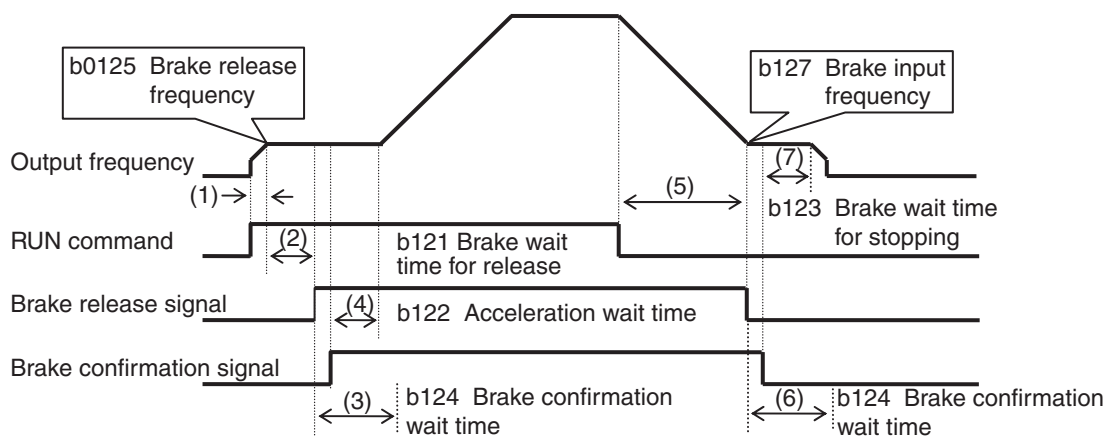 b0125 Brake release
frequency
b127 Brake input
frequency
Output frequency
(1)
(7)
(5)
b123 Brake wait time
for stopping
RUN command
(2)
b121 Brake wait
time for release
Brake release signal
(4)
b122 Acceleration wait time
Brake confirmation signal
(3)
b124 Brake confirmation
wait time
(6)
b124 Brake confirmation
wait time